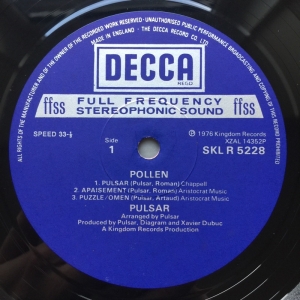 ALL RIGHTS OF THE MANUFACTURER AND OF THE OWNER OF THE RECORDED WORK RESERVED · UNAUTHORISED PUBLIC PERFORMANCE BROADCASTING AND COPYING OF THIS RECORD PROHIBITED
MADE IN ENGLAND · THE DECCA RECORD CO LTD
DECCA
REGD
ffss FULL FREQUENCY ffss
STEREOPHONIC SOUND
SPEED 33-⅓
Side
1
℗ 1976 Kingdom Records
XZAL 14352P
SKL R 5228
POLLEN
1. PULSAR (Pulsar, Roman) Chappell
2. APAISEMENT (Pulsar, Roman) Aristocrat Music
3. PUZZLE/OMEN (Pulsar, Artaud) Aristocrat Music
PULSAR
Arranged by Pulsar
Produced by Pulsar, Diagram and Xavier Dubuc
A Kingdom Records Production